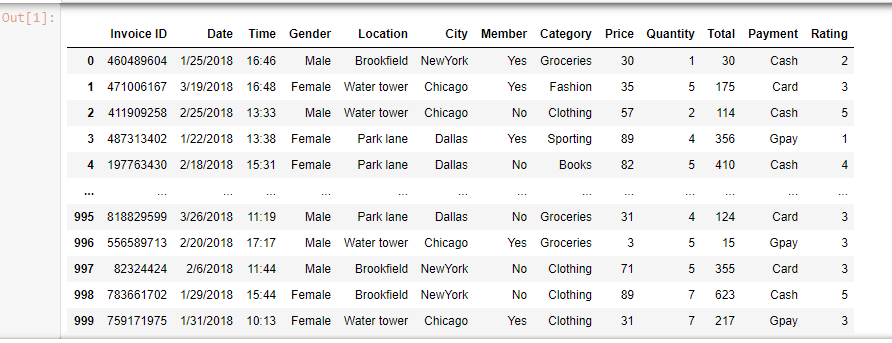 Out[1]:
Invoice ID Date Time Gender Location City Member Category Price Quantity Total Payment Rating
0 460489604 1/25/2018 16:46 Male Brookfield NewYork Yes Groceries 30 1 30 Cash 2
1 471006167 3/19/2018 16:48 Female Water tower Chicago Yes Fashion 35 5 175 Card 3
2 411909258 2/25/2018 13:33 Male Water tower Chicago No Clothing 57 2 114 Cash 5
3 487313402 1/22/2018 13:38 Female Park lane Dallas Yes Sporting 89 4 356 Gpay 1
4 197763430 2/18/2018 15:31 Female Park lane Dallas No Books 82 5 410 Cash 4
... ... ... ... ... ... ... ... ... ... ... ... ... ...
995 818829599 3/26/2018 11:19 Male Park lane Dallas No Groceries 31 4 124 Card 3
996 556589713 2/20/2018 17:17 Male Water tower Chicago Yes Groceries 3 5 15 Gpay 3
997 82324424 2/6/2018 11:44 Male Brookfield NewYork No Clothing 71 5 355 Card 3
998 783661702 1/29/2018 15:44 Female Brookfield NewYork No Clothing 89 7 623 Cash 5
999 759171975 1/31/2018 10:13 Female Water tower Chicago Yes Clothing 31 7 217 Gpay 3